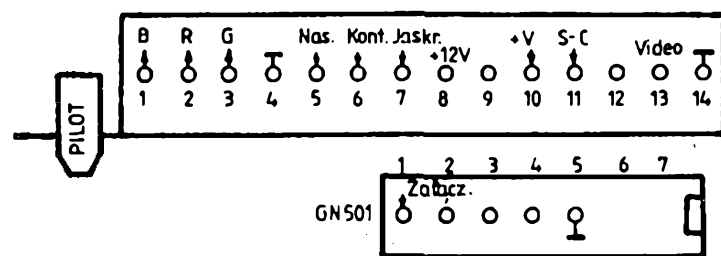 B R G Nas. Kont. Jaskr. +12V +V S-C Video
1 2 3 4 5 6 7 8 9 10 11 12 13 14
PILOT
1 2 3 4 5 6 7
Załącz.
GN501